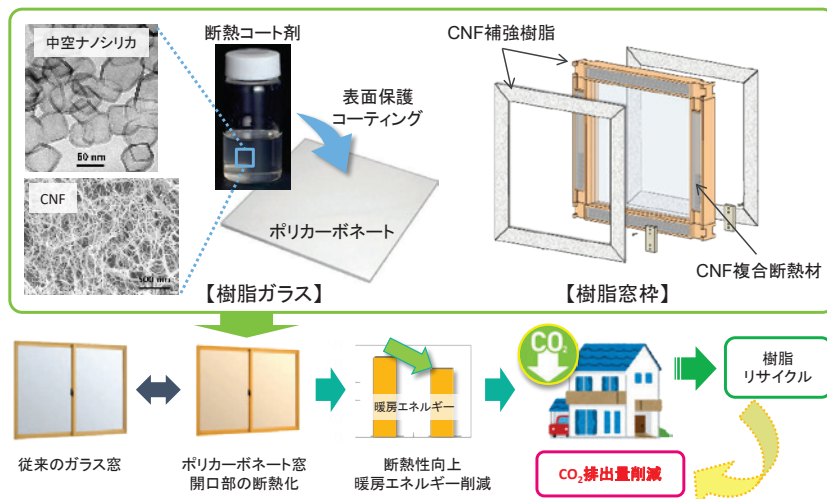 中空ナノシリカ
60 nm
CNF
500 nm
断熱コート剤
表面保護
コーティング
ポリカーボネート
【樹脂ガラス】
CNF補強樹脂
CNF複合断熱材
【樹脂窓枠】
従来のガラス窓
ポリカーボネート窓
開口部の断熱化
暖房エネルギー
断熱性向上
暖房エネルギー削減
CO₂
CO₂排出量削減
樹脂
リサイクル